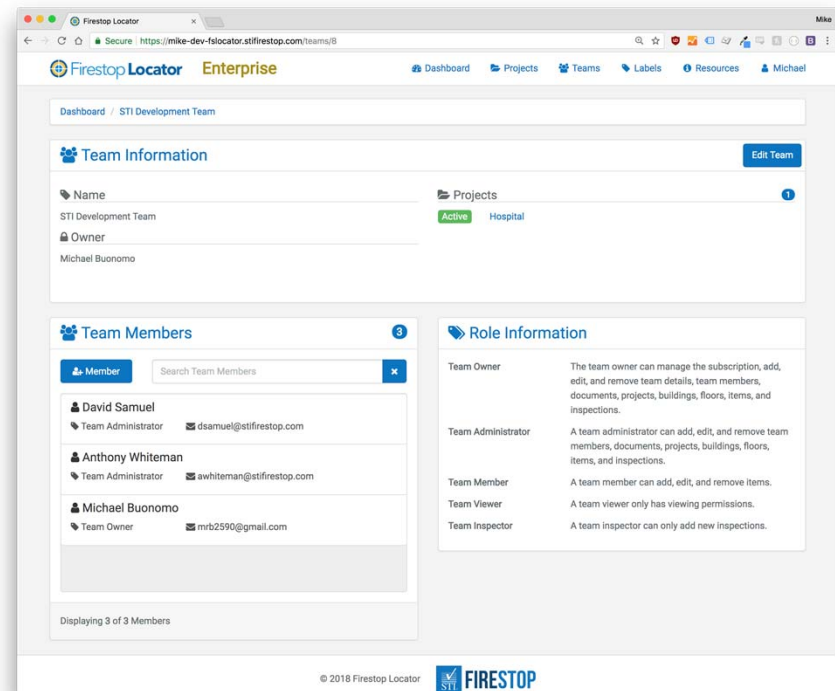 Firestop Locator
Mike
Secure https://mike-dev-fslocator.stifirestop.com/teams/8
Firestop Locator Enterprise
Dashboard Projects Teams Labels Resources Michael
Dashboard / STI Development Team
Team Information
Edit Team
Name
STI Development Team
Owner
Michael Buonomo
Projects 1
Active Hospital
Team Members 3
Member Search Team Members
David Samuel
Team Administrator dsamuel@stifirestop.com
Anthony Whiteman
Team Administrator awhiteman@stifirestop.com
Michael Buonomo
Team Owner mrb2590@gmail.com
Displaying 3 of 3 Members
Role Information
Team Owner The team owner can manage the subscription, add,
edit, and remove team details, team members,
documents, projects, buildings, floors, items, and
inspections.
Team Administrator A team administrator can add, edit, and remove team
members, documents, projects, buildings, floors,
items, and inspections.
Team Member A team member can add, edit, and remove items.
Team Viewer A team viewer only has viewing permissions.
Team Inspector A team inspector can only add new inspections.
© 2018 Firestop Locator STI FIRESTOP